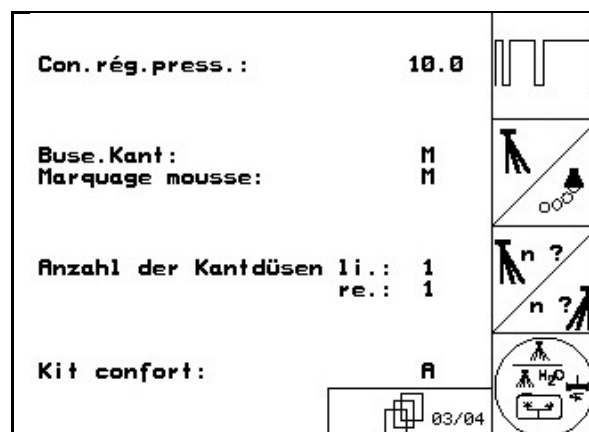 Con.rég.press.: 10.0
Buse.Kant: M
Marquage mousse: M
Anzahl der Kantdüsen li.: 1
re.: 1
Kit confort: A
n ?
n ?
H2O
03/04